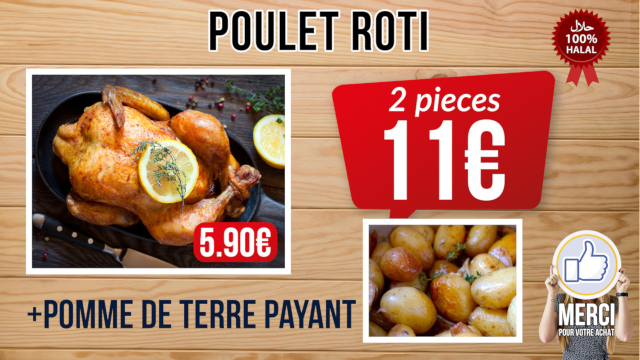 POULET ROTI
حلال
100%
HALAL
2 pieces
11€
5.90€
+POMME DE TERRE PAYANT
MERCI
POUR VOTRE ACHAT